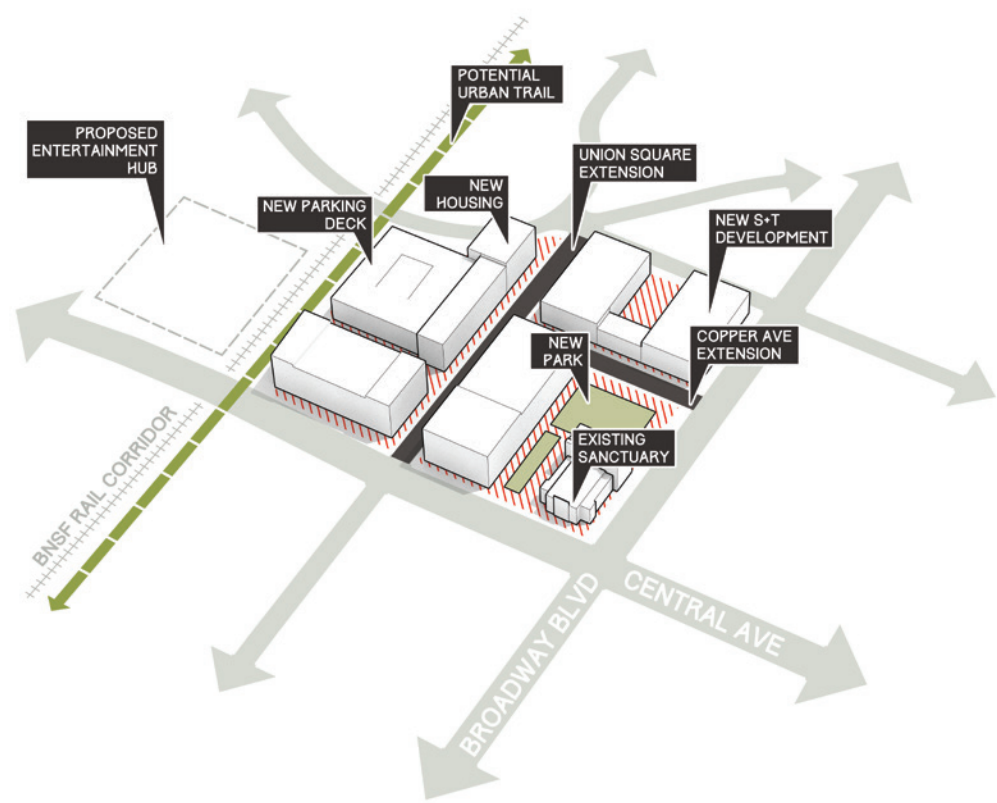 POTENTIAL
URBAN TRAIL
PROPOSED
ENTERTAINMENT
HUB
UNION SQUARE
EXTENSION
NEW
HOUSING
NEW PARKING
DECK
NEW S+T
DEVELOPMENT
COPPER AVE
EXTENSION
NEW
PARK
EXISTING
SANCTUARY
BNSF RAIL CORRIDOR
BROADWAY BLVD
CENTRAL AVE